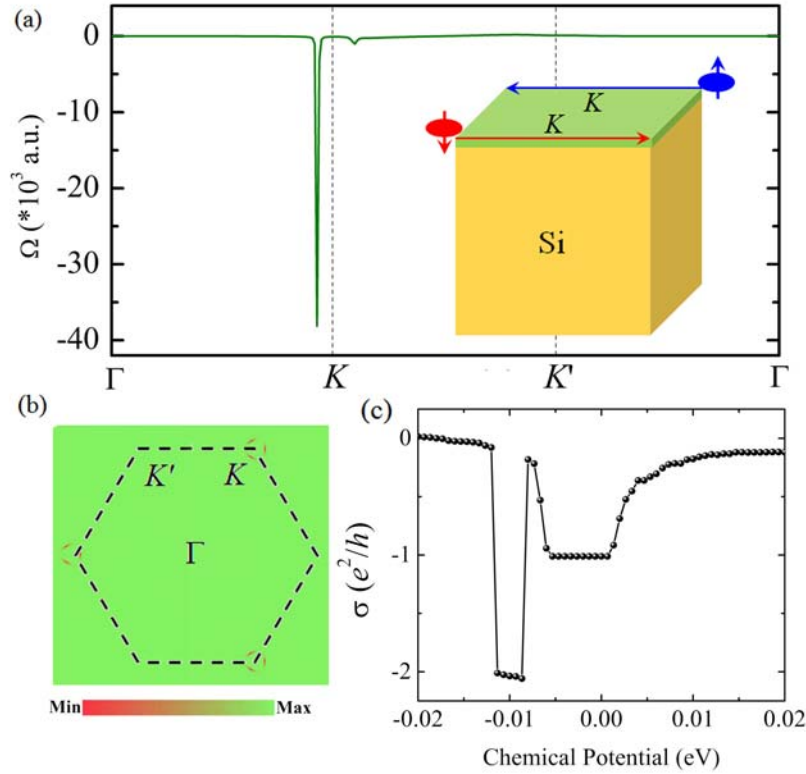 (a)
0
-10
-20
-30
-40
Ω (*10³ a.u.)
K
K
Si
Γ K K' Γ
(b)
K' K
Γ
Min Max
(c)
0
-1
-2
σ (e²/h)
-0.02 -0.01 0.00 0.01 0.02
Chemical Potential (eV)